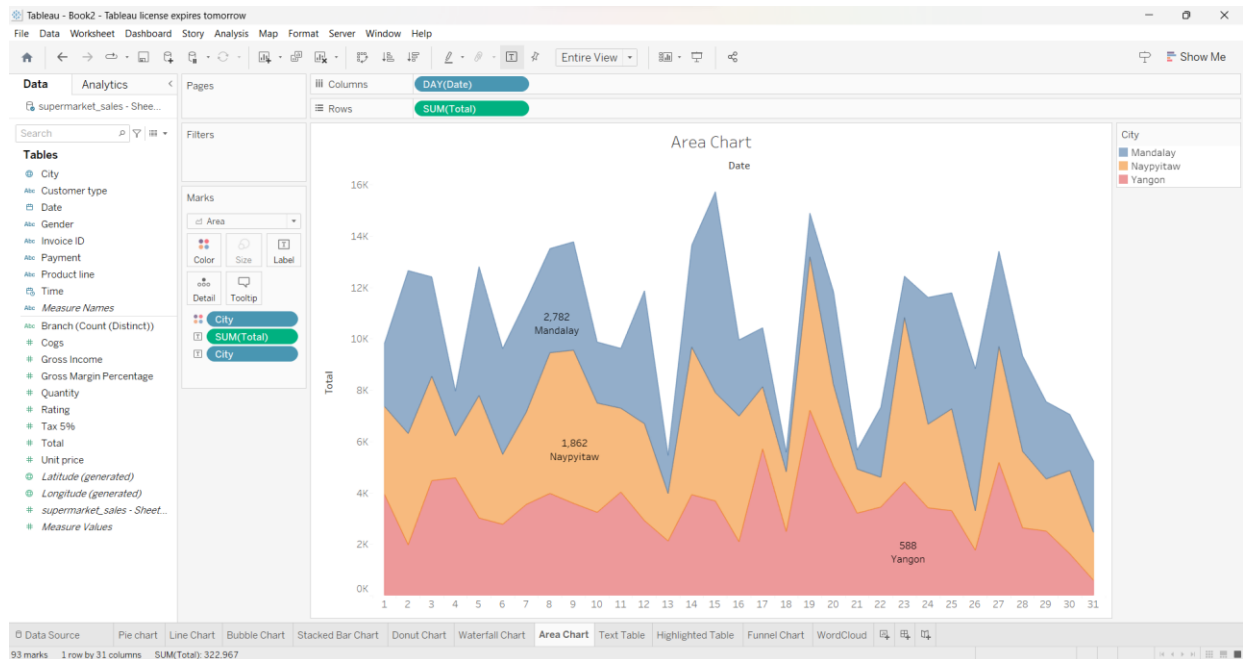 Tableau - Book2 - Tableau license expires tomorrow
File Data Worksheet Dashboard Story Analysis Map Format Server Window Help
Entire View
Show Me
Data Analytics
supermarket_sales - Shee...
Search
Tables
City
Abc Customer type
Date
Abc Gender
Abc Invoice ID
Abc Payment
Abc Product line
Time
Abc Measure Names
Abc Branch (Count (Distinct))
# Cogs
# Gross Income
# Gross Margin Percentage
# Quantity
# Rating
# Tax 5%
# Total
# Unit price
Latitude (generated)
Longitude (generated)
# supermarket_sales - Sheet...
# Measure Values
Pages
Filters
Marks
Area
Color Size Label
Detail Tooltip
City
SUM(Total)
City
Columns DAY(Date)
Rows SUM(Total)
Area Chart
Date
Total
16K
14K
12K
10K
8K
6K
4K
2K
0K
2,782
Mandalay
1,862
Naypyitaw
588
Yangon
1 2 3 4 5 6 7 8 9 10 11 12 13 14 15 16 17 18 19 20 21 22 23 24 25 26 27 28 29 30 31
City
Mandalay
Naypyitaw
Yangon
Data Source Pie chart Line Chart Bubble Chart Stacked Bar Chart Donut Chart Waterfall Chart Area Chart Text Table Highlighted Table Funnel Chart WordCloud
93 marks 1 row by 31 columns SUM(Total): 322,967